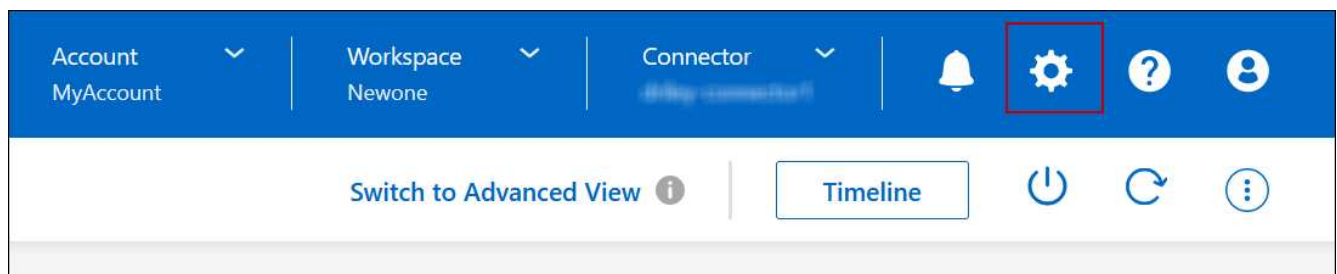 Account
MyAccount
Workspace
Newone
Connector
Switch to Advanced View
Timeline